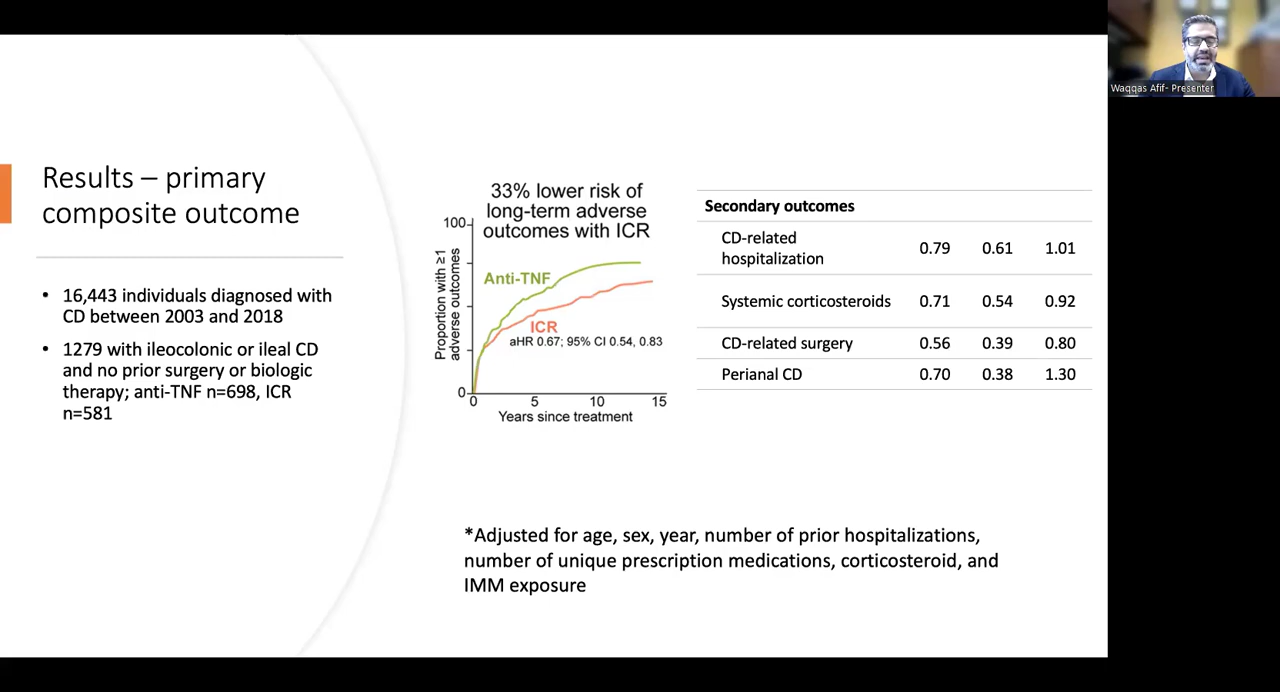 Results – primary
composite outcome
• 16,443 individuals diagnosed with
CD between 2003 and 2018
• 1279 with ileocolonic or ileal CD
and no prior surgery or biologic
therapy; anti-TNF n=698, ICR
n=581
33% lower risk of
long-term adverse
outcomes with ICR
Proportion with ≥1
adverse outcomes
100
0
Anti-TNF
ICR
aHR 0.67; 95% CI 0.54, 0.83
0 5 10 15
Years since treatment
Secondary outcomes
CD-related
hospitalization 0.79 0.61 1.01
Systemic corticosteroids 0.71 0.54 0.92
CD-related surgery 0.56 0.39 0.80
Perianal CD 0.70 0.38 1.30
*Adjusted for age, sex, year, number of prior hospitalizations,
number of unique prescription medications, corticosteroid, and
IMM exposure
Waqqas Afif- Presenter